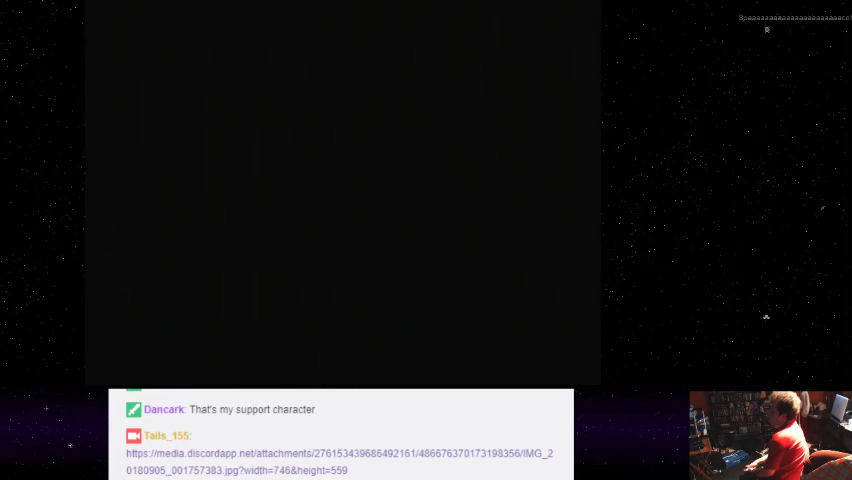 Dancark: That's my support character
Tails_155:
https://media.discordapp.net/attachments/276153439686492161/486676370173198356/IMG_2
0180905_001757383.jpg?width=746&height=559